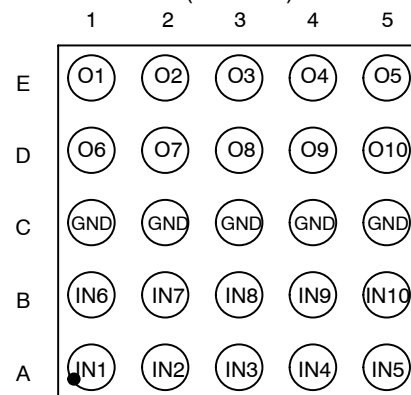 1 2 3 4 5
E O1 O2 O3 O4 O5
D O6 O7 O8 O9 O10
C GND GND GND GND GND
B IN6 IN7 IN8 IN9 IN10
A IN1 IN2 IN3 IN4 IN5